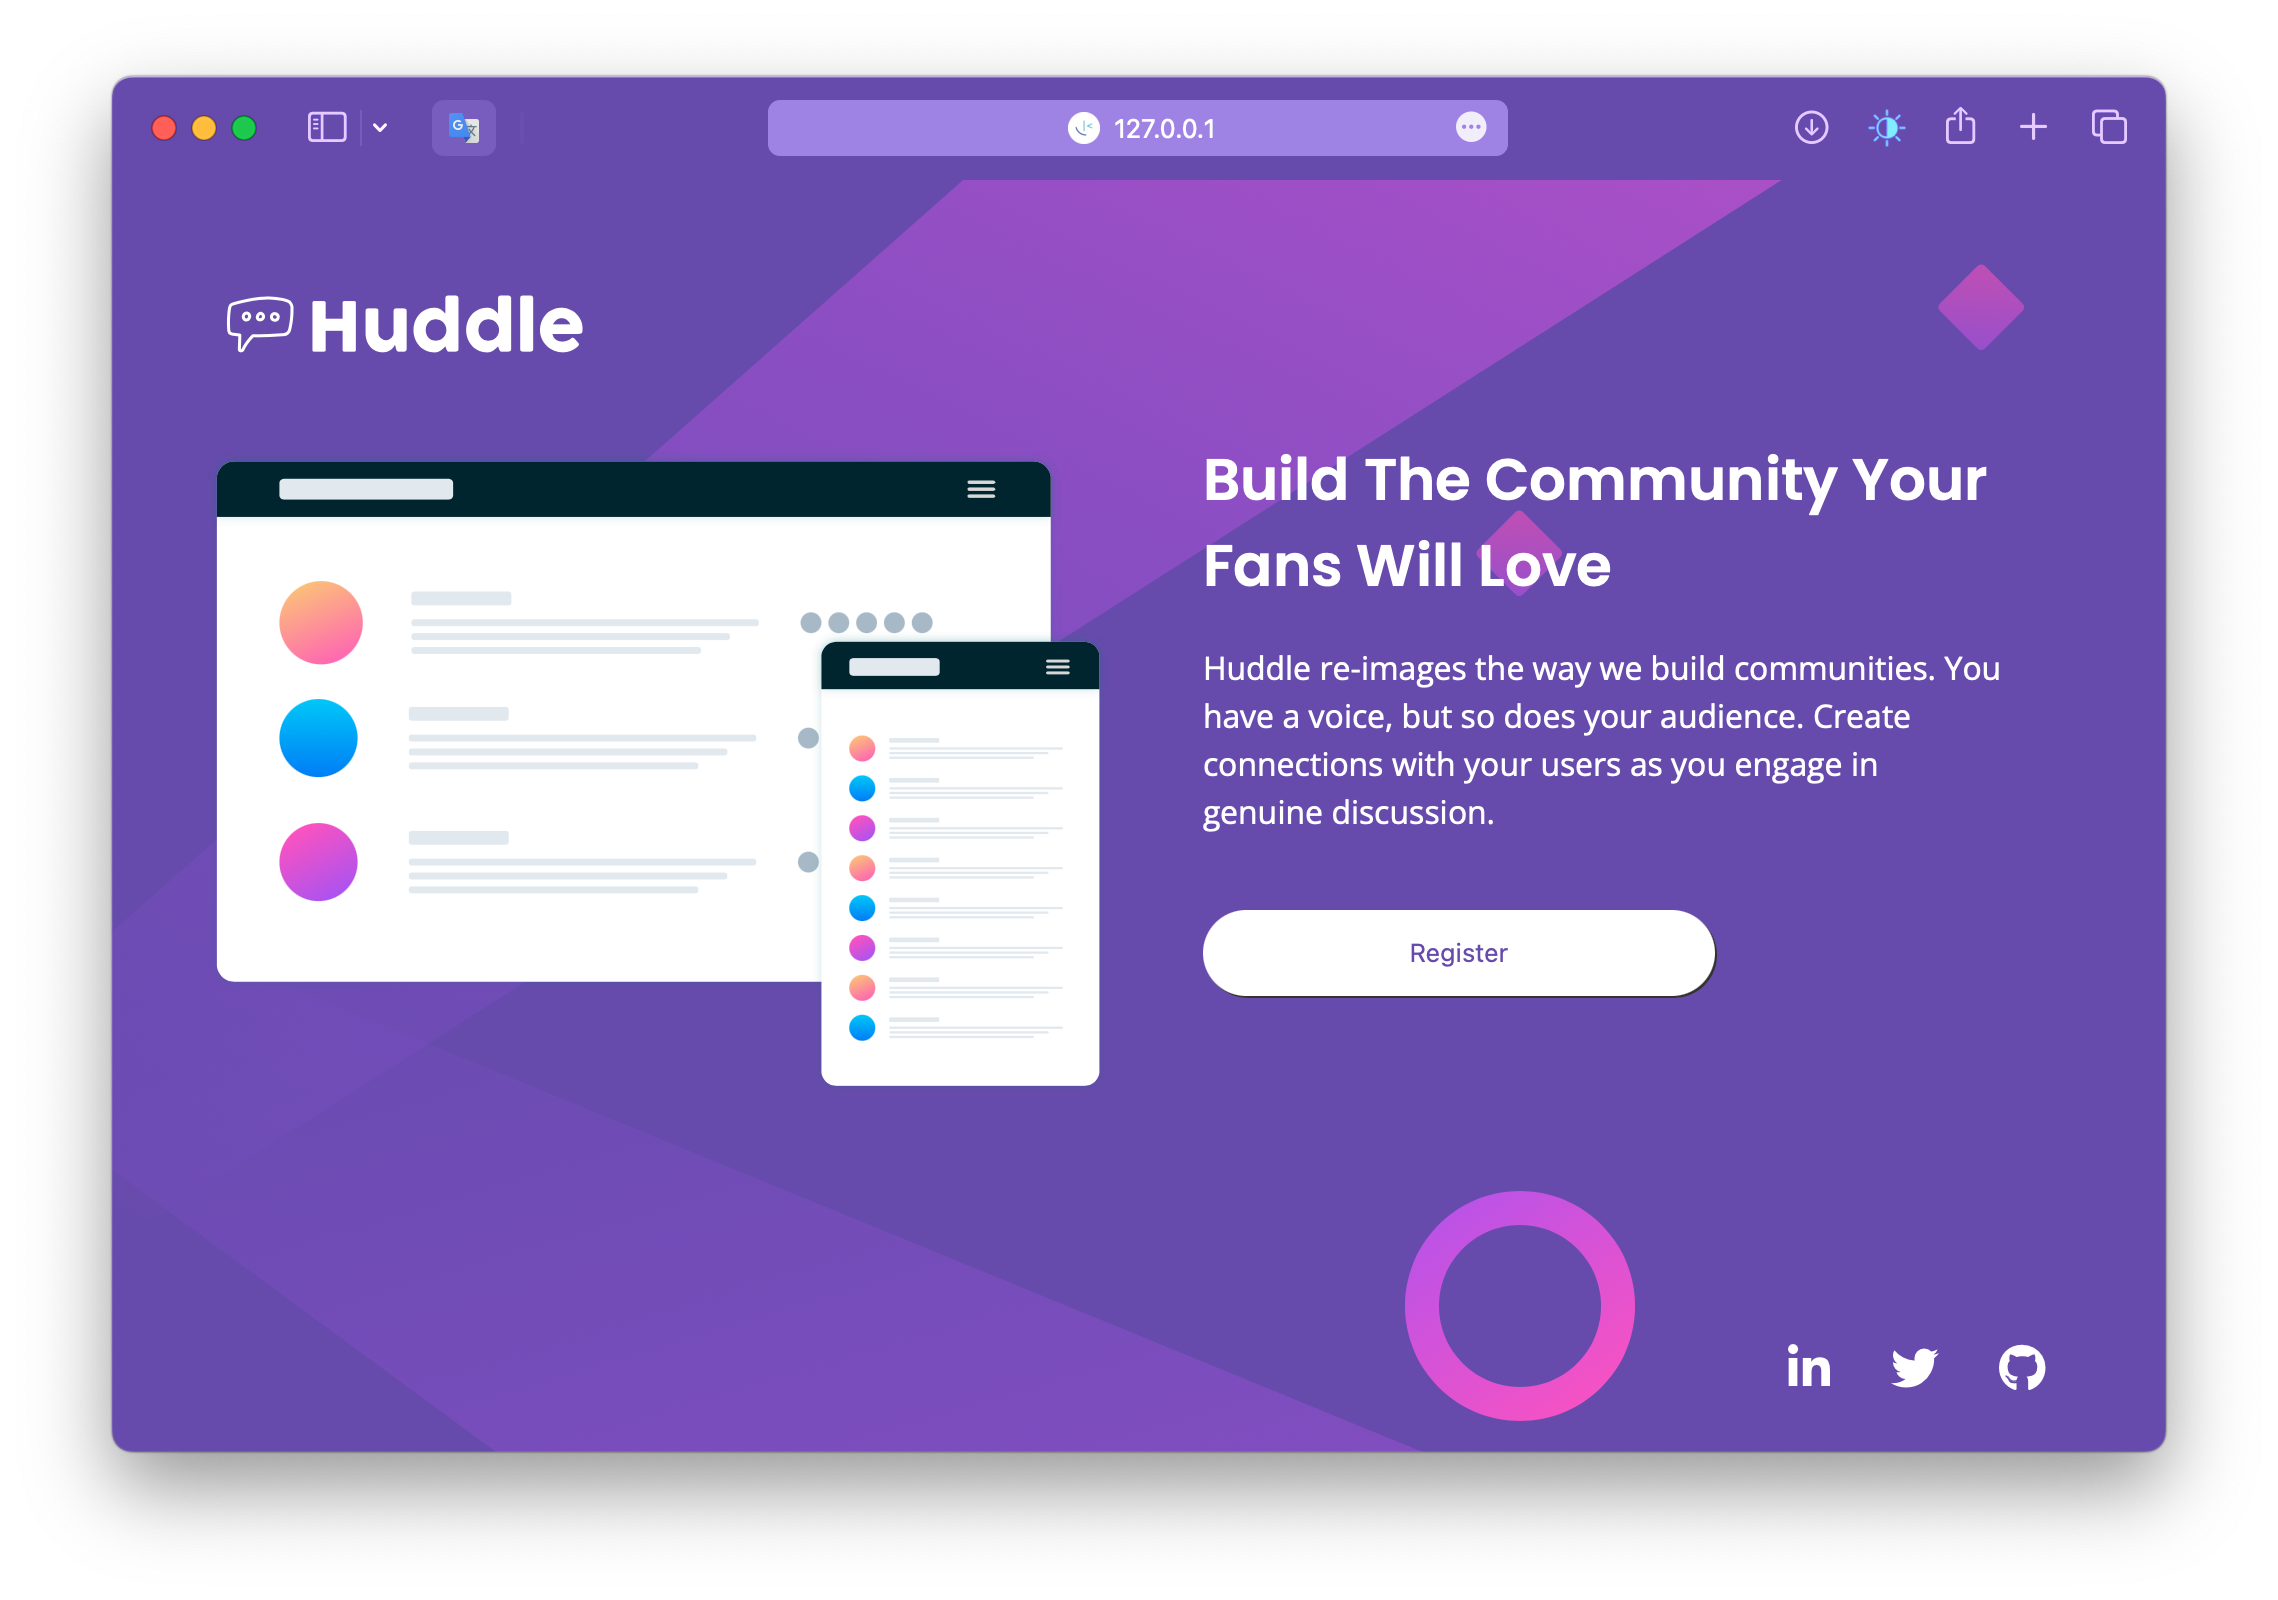 127.0.0.1
Huddle
Build The Community Your
Fans Will Love
Huddle re-images the way we build communities. You
have a voice, but so does your audience. Create
connections with your users as you engage in
genuine discussion.
Register
in